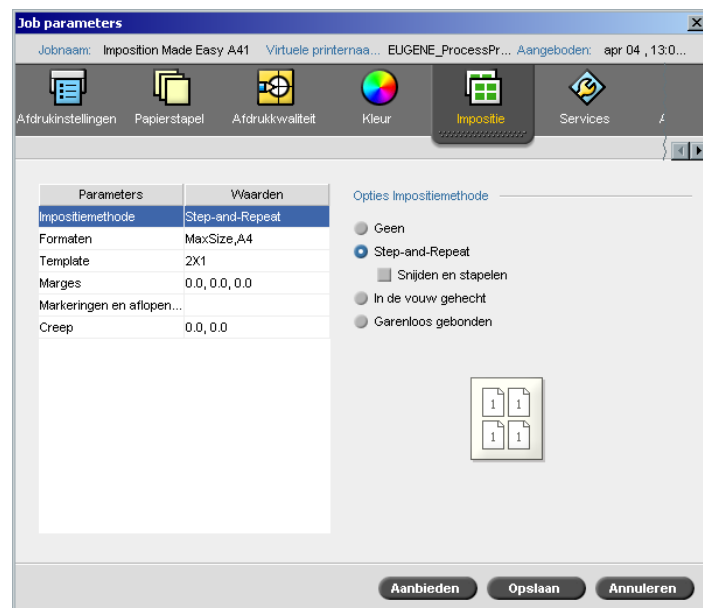 Job parameters
Jobnaam: Imposition Made Easy A41 Virtuele printernaa... EUGENE_ProcessPr... Aangeboden: apr 04 , 13:0...
Afdrukinstellingen Papierstapel Afdrukkwaliteit Kleur Impositie Services
Parameters Waarden
Impositiemethode Step-and-Repeat
Formaten MaxSize,A4
Template 2X1
Marges 0.0, 0.0, 0.0
Markeringen en aflopen...
Creep 0.0, 0.0
Opties Impositiemethode
Geen
Step-and-Repeat
Snijden en stapelen
In de vouw gehecht
Garenloos gebonden
1 1
1 1
Aanbieden Opslaan Annuleren